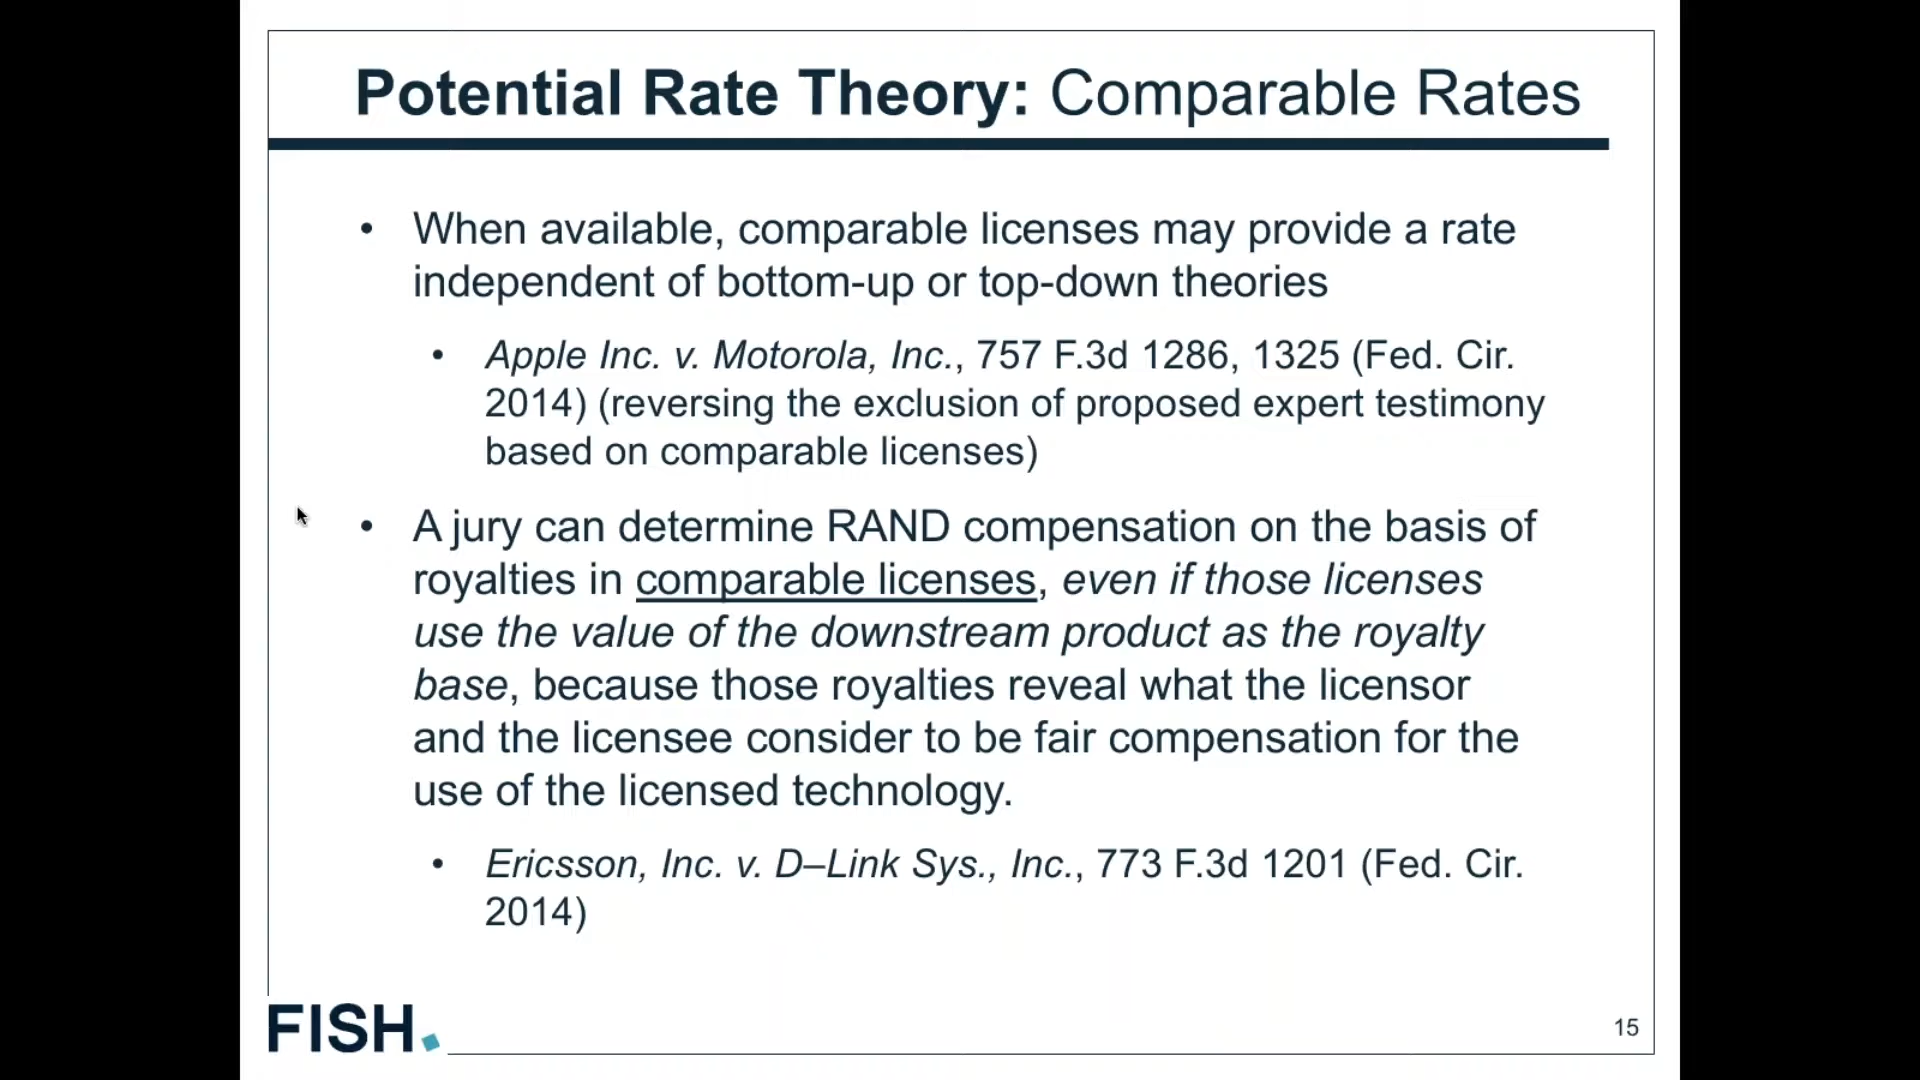 Potential Rate Theory: Comparable Rates
• When available, comparable licenses may provide a rate
independent of bottom-up or top-down theories
• Apple Inc. v. Motorola, Inc., 757 F.3d 1286, 1325 (Fed. Cir.
2014) (reversing the exclusion of proposed expert testimony
based on comparable licenses)
• A jury can determine RAND compensation on the basis of
royalties in comparable licenses, even if those licenses
use the value of the downstream product as the royalty
base, because those royalties reveal what the licensor
and the licensee consider to be fair compensation for the
use of the licensed technology.
• Ericsson, Inc. v. D–Link Sys., Inc., 773 F.3d 1201 (Fed. Cir.
2014)
FISH.
15